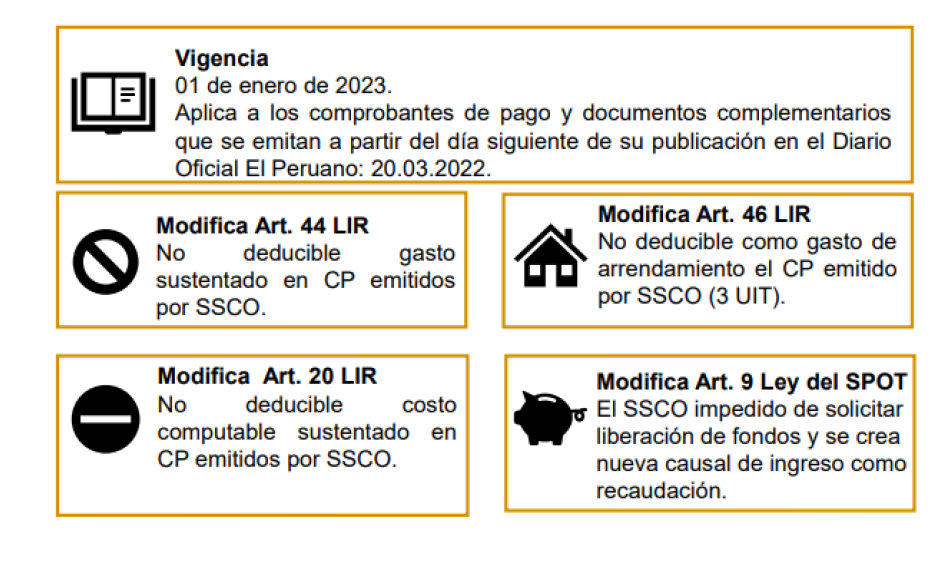 Vigencia
01 de enero de 2023.
Aplica a los comprobantes de pago y documentos complementarios
que se emitan a partir del día siguiente de su publicación en el Diario
Oficial El Peruano: 20.03.2022.
Modifica Art. 44 LIR
No deducible gasto
sustentado en CP emitidos
por SSCO.
Modifica Art. 46 LIR
No deducible como gasto de
arrendamiento el CP emitido
por SSCO (3 UIT).
Modifica Art. 20 LIR
No deducible costo
computable sustentado en
CP emitidos por SSCO.
Modifica Art. 9 Ley del SPOT
El SSCO impedido de solicitar
liberación de fondos y se crea
nueva causal de ingreso como
recaudación.